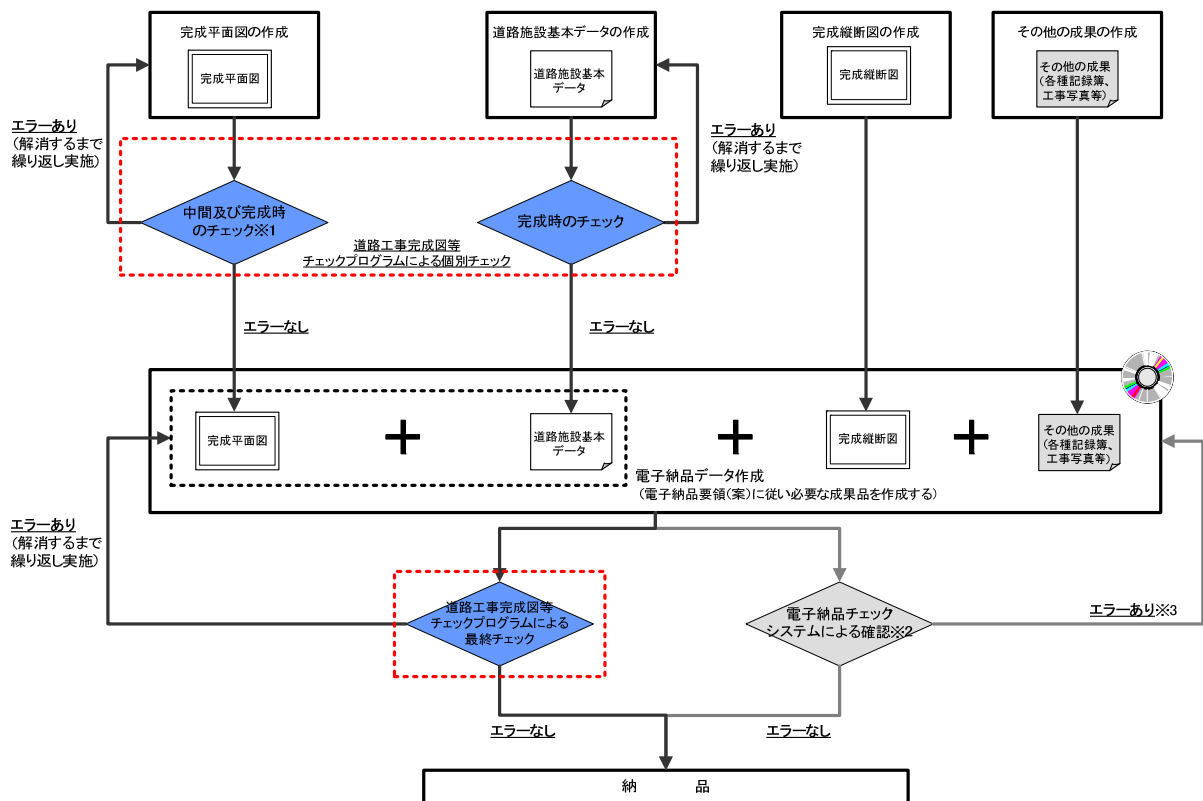 完成平面図の作成
完成平面図
道路施設基本データの作成
道路施設基本
データ
完成縦断図の作成
完成縦断図
その他の成果の作成
その他の成果
(各種記録簿、
工事写真等)
エラーあり
(解消するまで
繰り返し実施)
エラーあり
(解消するまで
繰り返し実施)
中間及び完成時
のチェック※1
完成時のチェック
道路工事完成図等
チェックプログラムによる個別チェック
エラーなし
エラーなし
完成平面図
+
道路施設基本
データ
+
完成縦断図
+
その他の成果
(各種記録簿、
工事写真等)
電子納品データ作成
(電子納品要領(案)に従い必要な成果品を作成する)
エラーあり
(解消するまで
繰り返し実施)
道路工事完成図等
チェックプログラムによる
最終チェック
電子納品チェック
システムによる確認※2
エラーあり※3
エラーなし
エラーなし
納　　　品